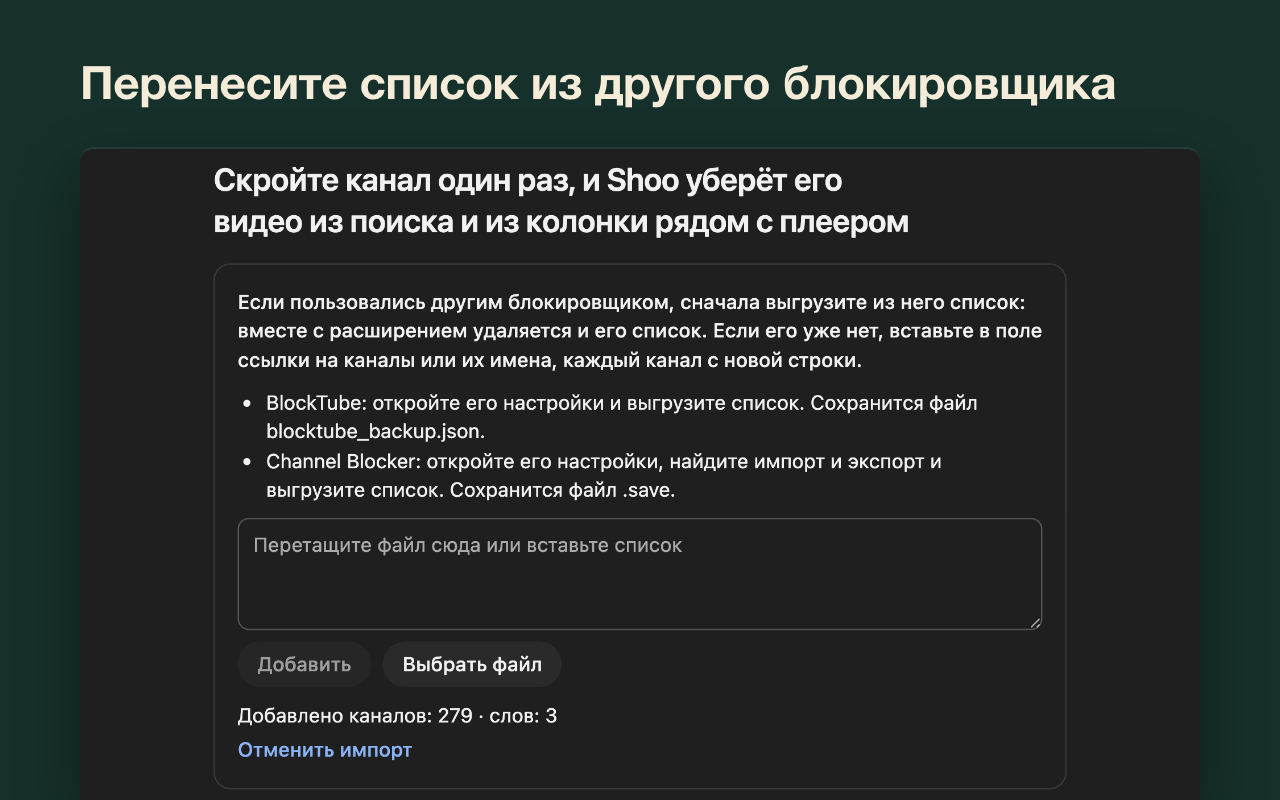 Перенесите список из другого блокировщика
Скройте канал один раз, и Shoo уберёт его
видео из поиска и из колонки рядом с плеером
Если пользовались другим блокировщиком, сначала выгрузите из него список:
вместе с расширением удаляется и его список. Если его уже нет, вставьте в поле
ссылки на каналы или их имена, каждый канал с новой строки.
• BlockTube: откройте его настройки и выгрузите список. Сохранится файл
blocktube_backup.json.
• Channel Blocker: откройте его настройки, найдите импорт и экспорт и
выгрузите список. Сохранится файл .save.
Перетащите файл сюда или вставьте список
Добавить Выбрать файл
Добавлено каналов: 279 · слов: 3
Отменить импорт